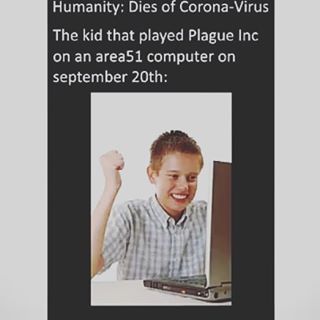 Humanity: Dies of Corona-Virus
The kid that played Plague Inc
on an area51 computer on
september 20th: